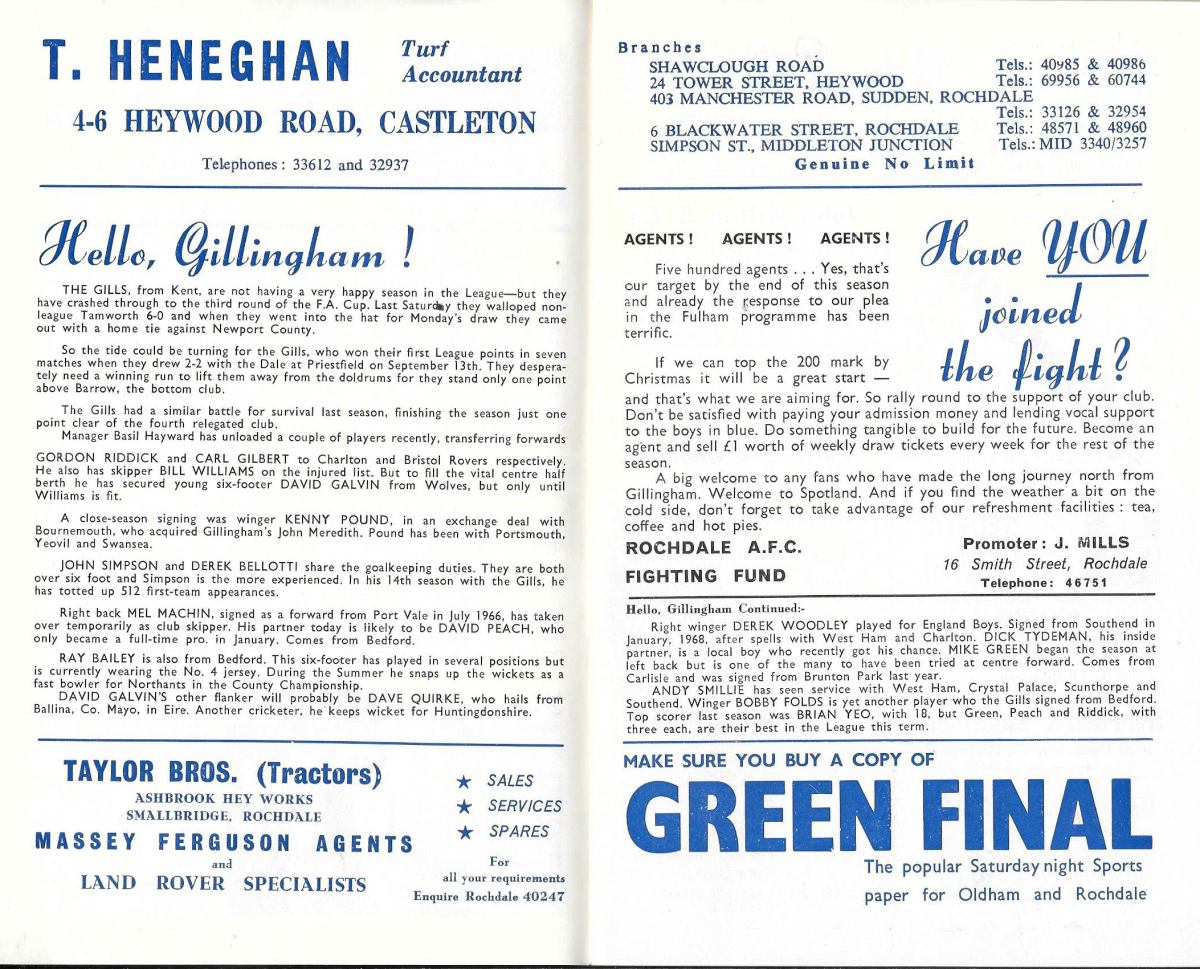 T. HENEGHAN
Turf
Accountant
4-6 HEYWOOD ROAD, CASTLETON
Telephones : 33612 and 32937
Hello, Gillingham !
THE GILLS, from Kent, are not having a very happy season in the League—but they
have crashed through to the third round of the F.A. Cup. Last Saturday they walloped non-
league Tamworth 6-0 and when they went into the hat for Monday's draw they came
out with a home tie against Newport County.
So the tide could be turning for the Gills, who won their first League points in seven
matches when they drew 2-2 with the Dale at Priestfield on September 13th. They despera-
tely need a winning run to lift them away from the doldrums for they stand only one point
above Barrow, the bottom club.
The Gills had a similar battle for survival last season, finishing the season just one
point clear of the fourth relegated club.
Manager Basil Hayward has unloaded a couple of players recently, transferring forwards
GORDON RIDDICK and CARL GILBERT to Charlton and Bristol Rovers respectively.
He also has skipper BILL WILLIAMS on the injured list. But to fill the vital centre half
berth he has secured young six-footer DAVID GALVIN from Wolves, but only until
Williams is fit.
A close-season signing was winger KENNY POUND, in an exchange deal with
Bournemouth, who acquired Gillingham's John Meredith. Pound has been with Portsmouth,
Yeovil and Swansea.
JOHN SIMPSON and DEREK BELLOTTI share the goalkeeping duties. They are both
over six foot and Simpson is the more experienced. In his 14th season with the Gills, he
has totted up 512 first-team appearances.
Right back MEL MACHIN, signed as a forward from Port Vale in July 1966, has taken
over temporarily as club skipper. His partner today is likely to be DAVID PEACH, who
only became a full-time pro. in January. Comes from Bedford.
RAY BAILEY is also from Bedford. This six-footer has played in several positions but
is currently wearing the No. 4 jersey. During the Summer he snaps up the wickets as a
fast bowler for Northants in the County Championship.
DAVID GALVIN'S other flanker will probably be DAVE QUIRKE, who hails from
Ballina, Co. Mayo, in Eire. Another cricketer, he keeps wicket for Huntingdonshire.
TAYLOR BROS. (Tractors)
ASHBROOK HEY WORKS
SMALLBRIDGE, ROCHDALE
MASSEY FERGUSON AGENTS
and
LAND ROVER SPECIALISTS
★ SALES
★ SERVICES
★ SPARES
For
all your requirements
Enquire Rochdale 40247
Branches
SHAWCLOUGH ROAD Tels.: 40985 & 40986
24 TOWER STREET, HEYWOOD Tels.: 69956 & 60744
403 MANCHESTER ROAD, SUDDEN, ROCHDALE
Tels.: 33126 & 32954
6 BLACKWATER STREET, ROCHDALE Tels.: 48571 & 48960
SIMPSON ST., MIDDLETON JUNCTION Tels.: MID 3340/3257
Genuine No Limit
AGENTS ! AGENTS ! AGENTS !
Five hundred agents . . . Yes, that's
our target by the end of this season
and already the response to our plea
in the Fulham programme has been
terrific.
If we can top the 200 mark by
Christmas it will be a great start —
Have YOU
joined
the fight ?
and that's what we are aiming for. So rally round to the support of your club.
Don't be satisfied with paying your admission money and lending vocal support
to the boys in blue. Do something tangible to build for the future. Become an
agent and sell £1 worth of weekly draw tickets every week for the rest of the
season.
A big welcome to any fans who have made the long journey north from
Gillingham. Welcome to Spotland. And if you find the weather a bit on the
cold side, don't forget to take advantage of our refreshment facilities : tea,
coffee and hot pies.
ROCHDALE A.F.C.
FIGHTING FUND
Promoter : J. MILLS
16 Smith Street, Rochdale
Telephone : 46751
Hello, Gillingham Continued:-
Right winger DEREK WOODLEY played for England Boys. Signed from Southend in
January, 1968, after spells with West Ham and Charlton. DICK TYDEMAN, his inside
partner, is a local boy who recently got his chance. MIKE GREEN began the season at
left back but is one of the many to have been tried at centre forward. Comes from
Carlisle and was signed from Brunton Park last year.
ANDY SMILLIE has seen service with West Ham, Crystal Palace, Scunthorpe and
Southend. Winger BOBBY FOLDS is yet another player who the Gills signed from Bedford.
Top scorer last season was BRIAN YEO, with 18, but Green, Peach and Riddick, with
three each, are their best in the League this term.
MAKE SURE YOU BUY A COPY OF
GREEN FINAL
The popular Saturday night Sports
paper for Oldham and Rochdale